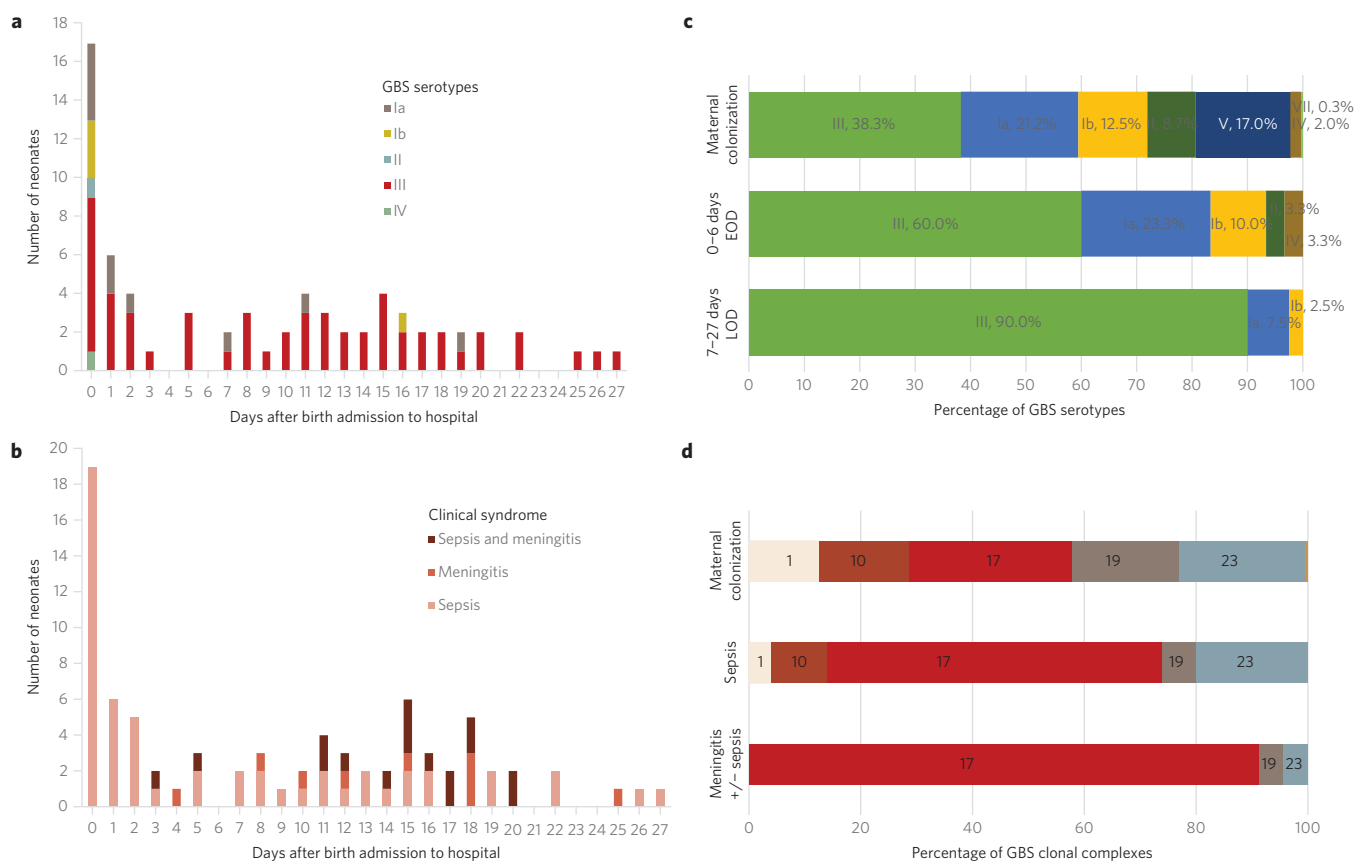 a
18
16
14
12
10
8
6
4
2
0
Number of neonates
GBS serotypes
Ia
Ib
II
III
IV
0 1 2 3 5 6 7 8 9 10 11 12 13 14 15 16 17 18 19 20 22 23 24 25 26 27
Days after birth admission to hospital
b
20
18
16
14
12
10
8
6
4
2
0
Number of neonates
Clinical syndrome
Sepsis and meningitis
Meningitis
Sepsis
0 1 2 3 4 5 6 7 8 9 10 11 12 13 14 15 16 17 18 19 20 22 23 24 25 26 27
Days after birth admission to hospital
c
Maternal
colonization
III, 38.3%
Ia, 21.2%
Ib, 12.5%
II, 8.7%
V, 17.0%
VII, 0.3%
IV, 2.0%
0–6 days
EOD
III, 60.0%
Ia, 23.3%
Ib, 10.0%
II, 3.3%
IV, 3.3%
7–27 days
LOD
III, 90.0%
Ia, 7.5%
Ib, 2.5%
0 10 20 30 40 50 60 70 80 90 100
Percentage of GBS serotypes
d
Maternal
colonization
1 10 17 19 23
Sepsis
1 10 17 19 23
Meningitis
+/− sepsis
17 19 23
0 20 40 60 80 100
Percentage of GBS clonal complexes